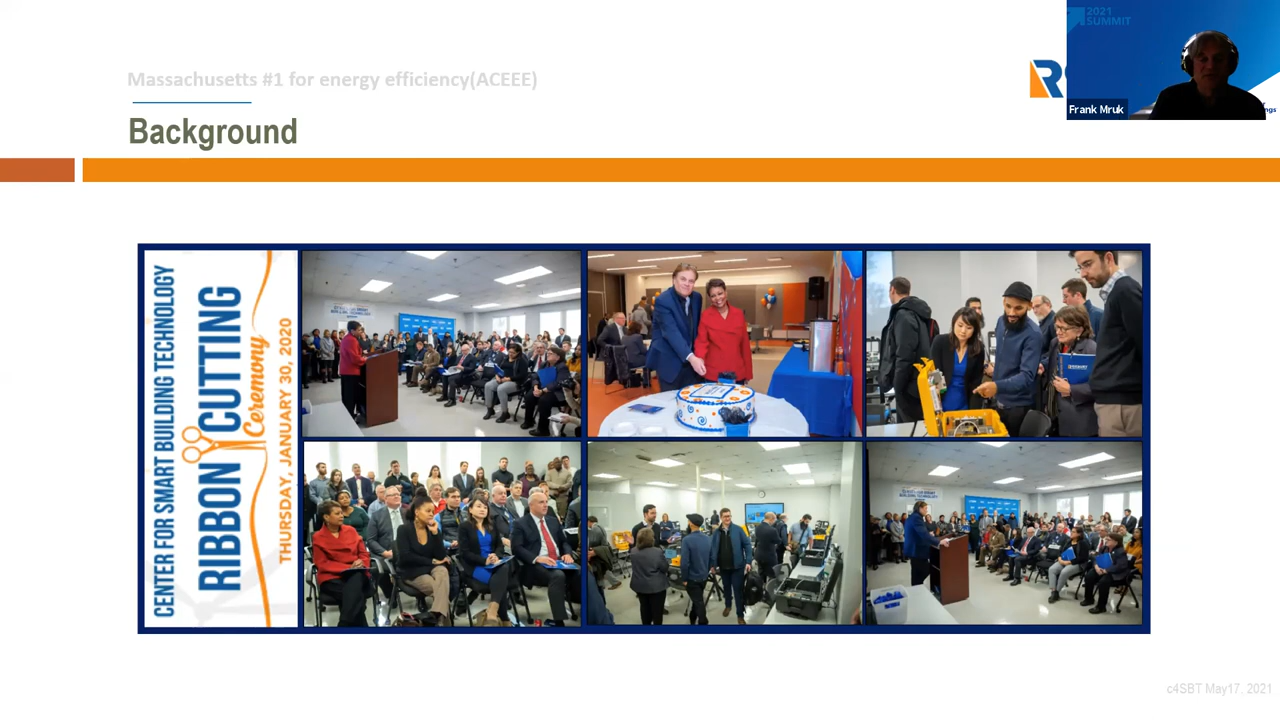 Massachusetts #1 for energy efficiency(ACEEE)
Background
2021
SUMMIT
Frank Mruk
CENTER FOR SMART BUILDING TECHNOLOGY
RIBBON CUTTING
Ceremony
THURSDAY, JANUARY 30, 2020
c4SBT May17, 2021